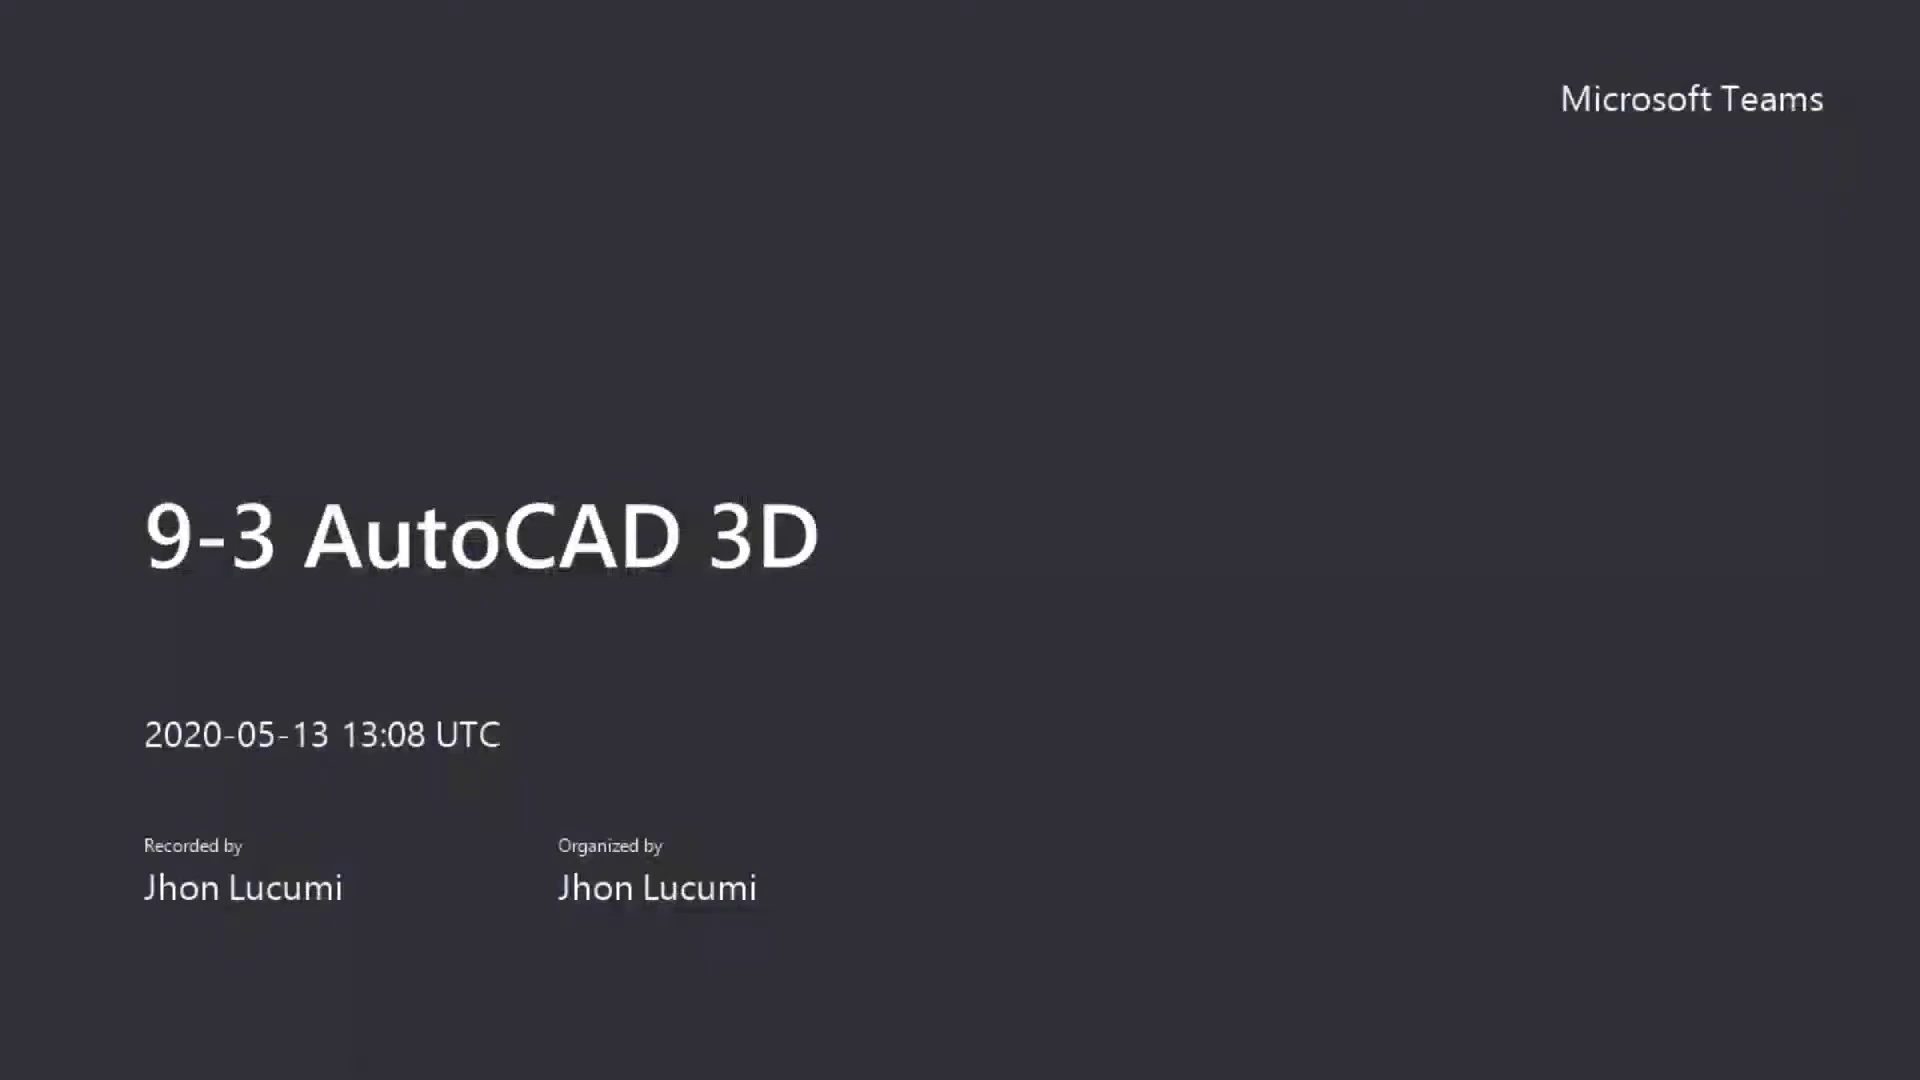 Microsoft Teams
9-3 AutoCAD 3D
2020-05-13 13:08 UTC
Recorded by
Jhon Lucumi
Organized by
Jhon Lucumi